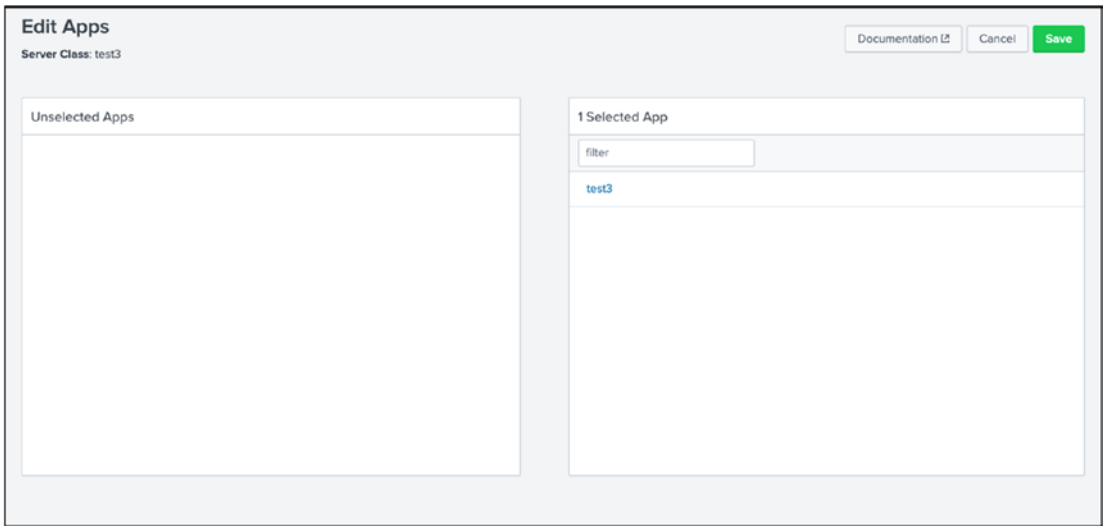 Edit Apps
Server Class: test3
Documentation
Cancel
Save
Unselected Apps
1 Selected App
filter
test3